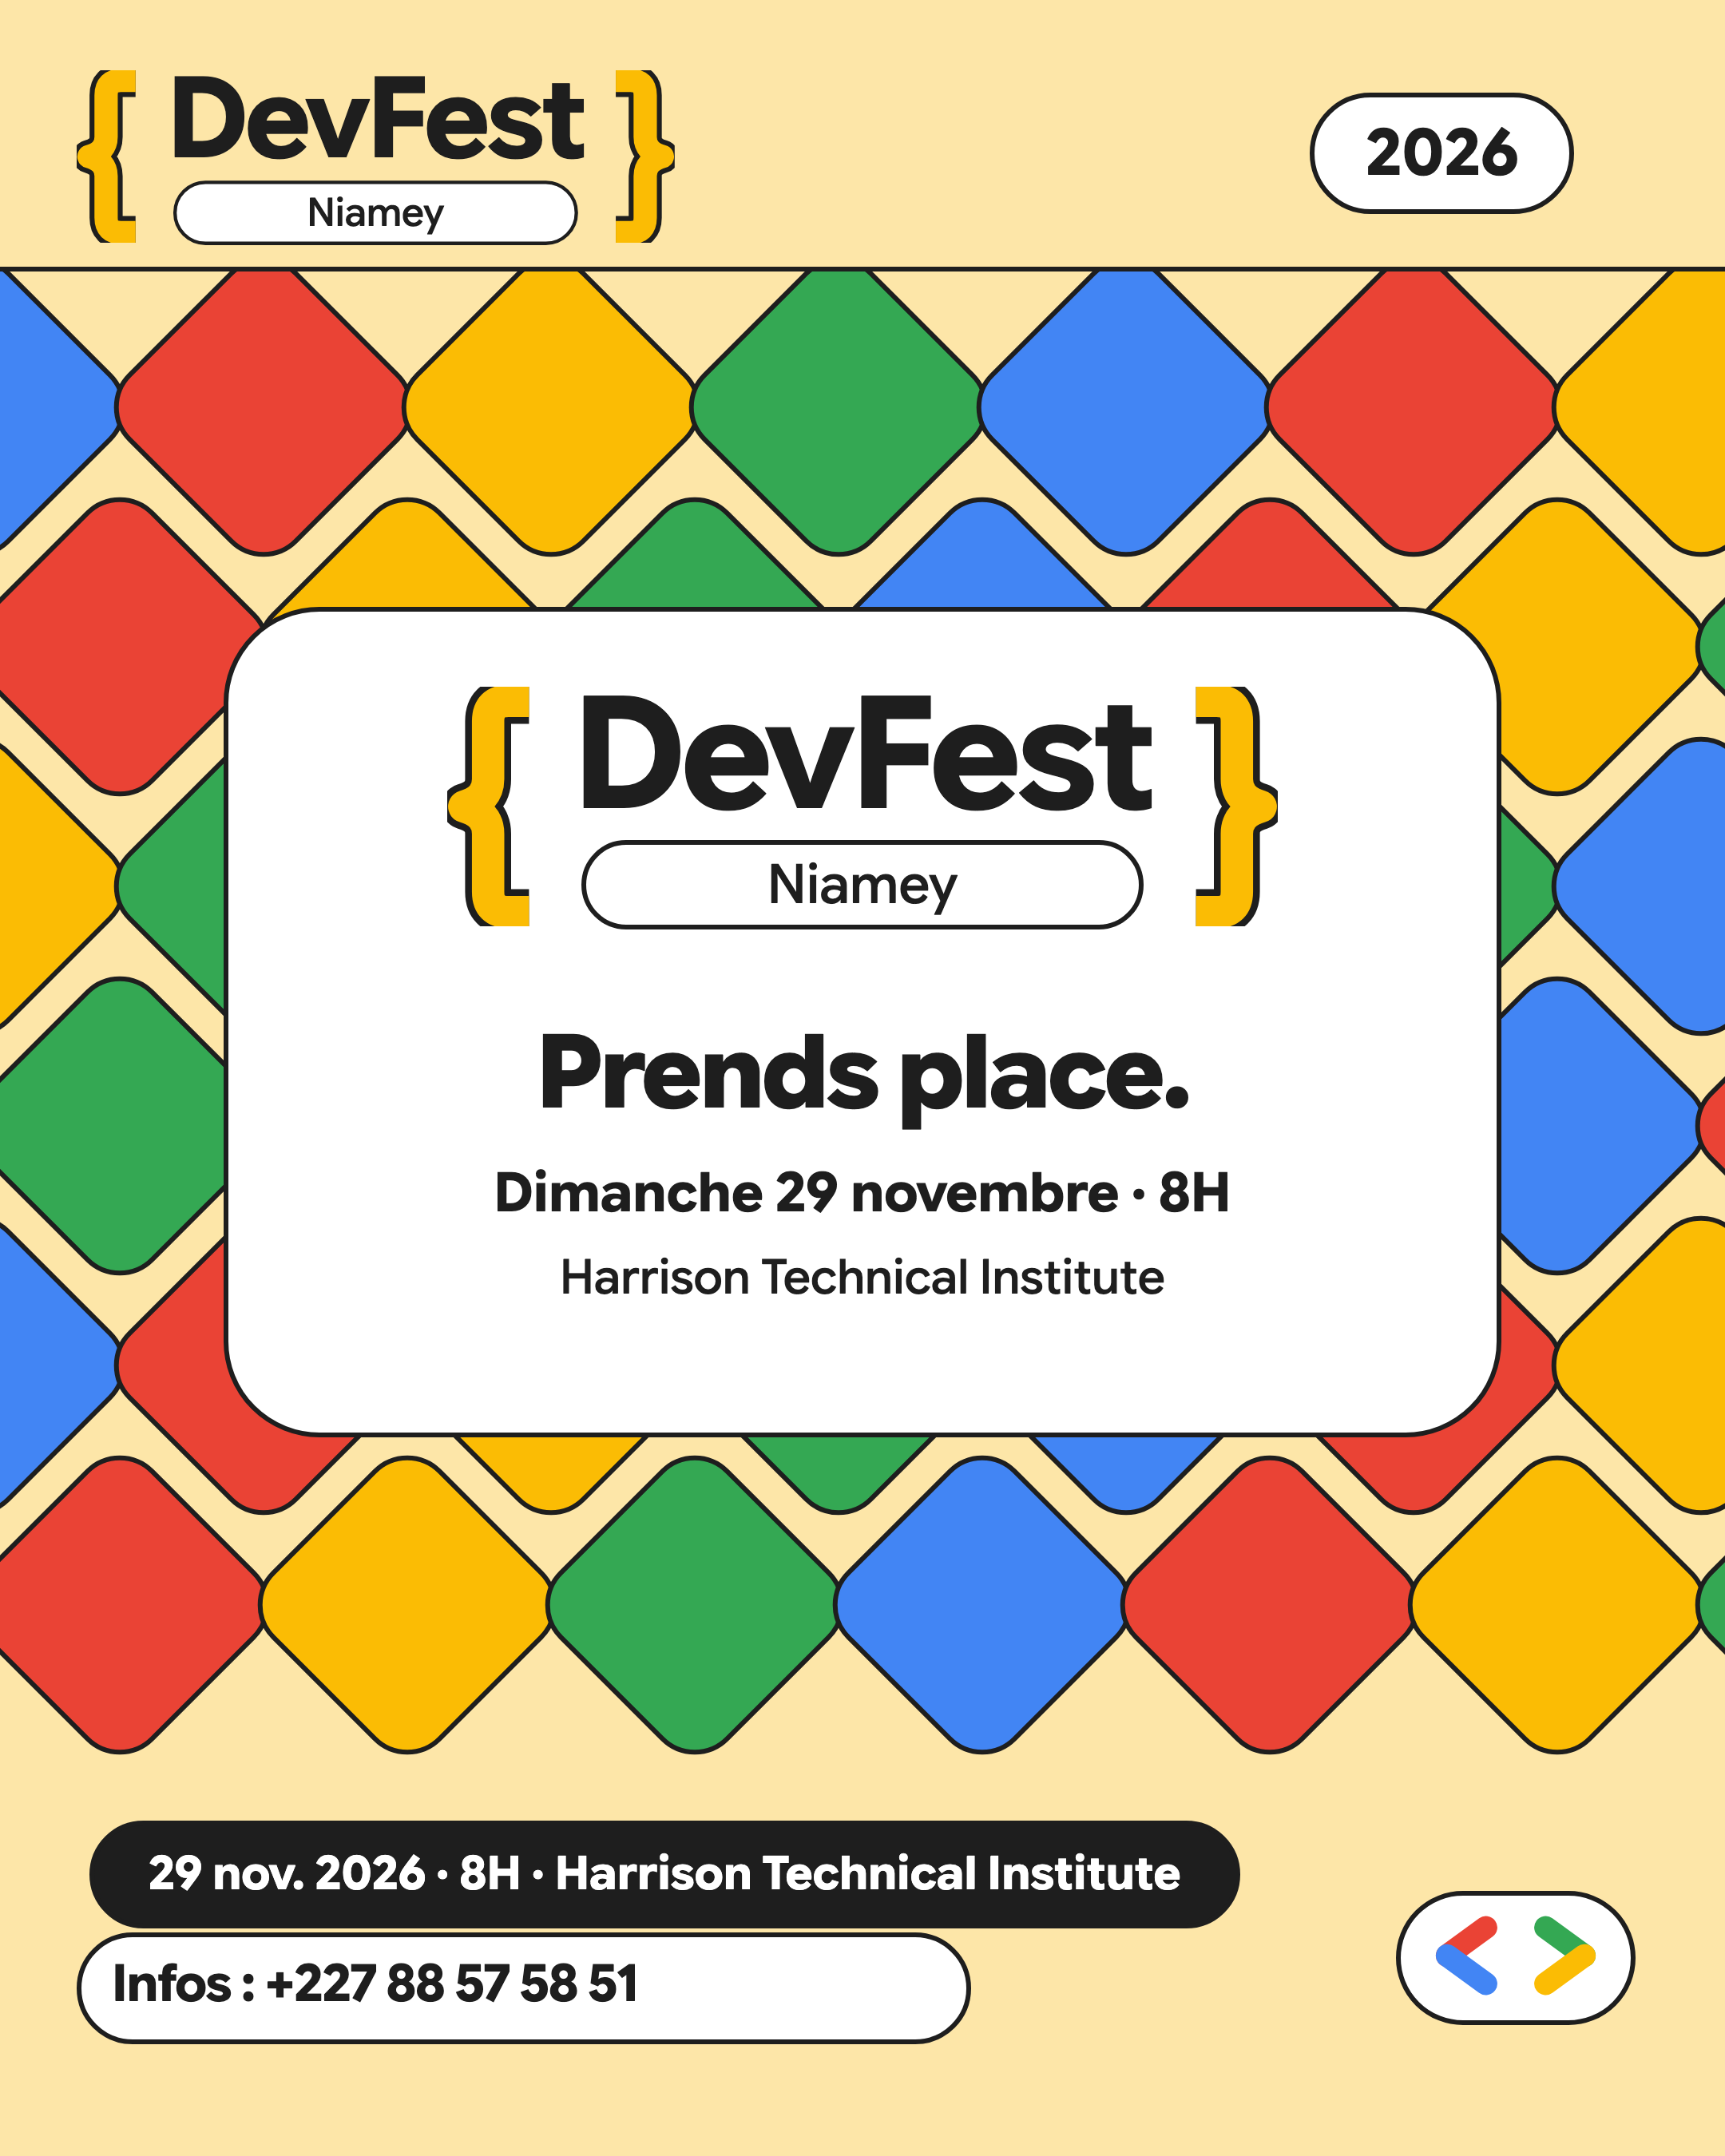 DevFest
Niamey
2026
DevFest
Niamey
Prends place.
Dimanche 29 novembre · 8H
Harrison Technical Institute
29 nov. 2026 · 8H · Harrison Technical Institute
Infos : +227 88 57 58 51